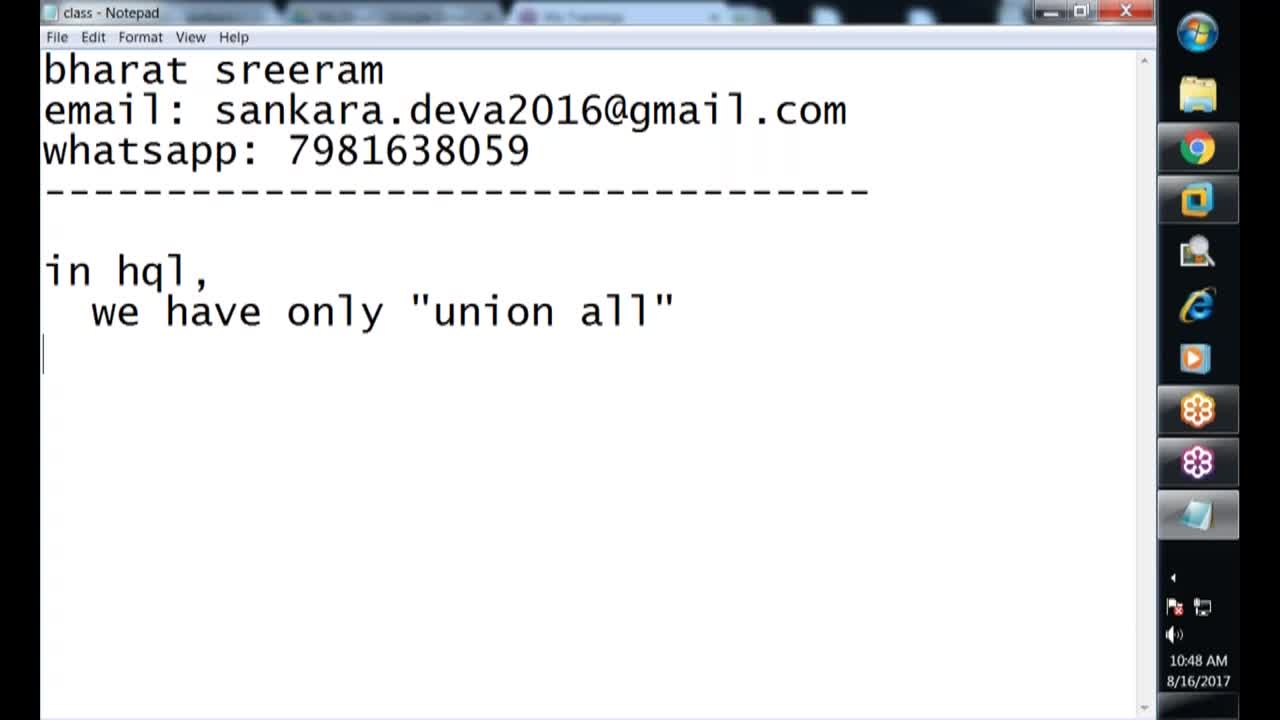 class - Notepad
File Edit Format View Help
bharat sreeram
email: sankara.deva2016@gmail.com
whatsapp: 7981638059
----------------------------------
in hql,
we have only "union all"
10:48 AM
8/16/2017